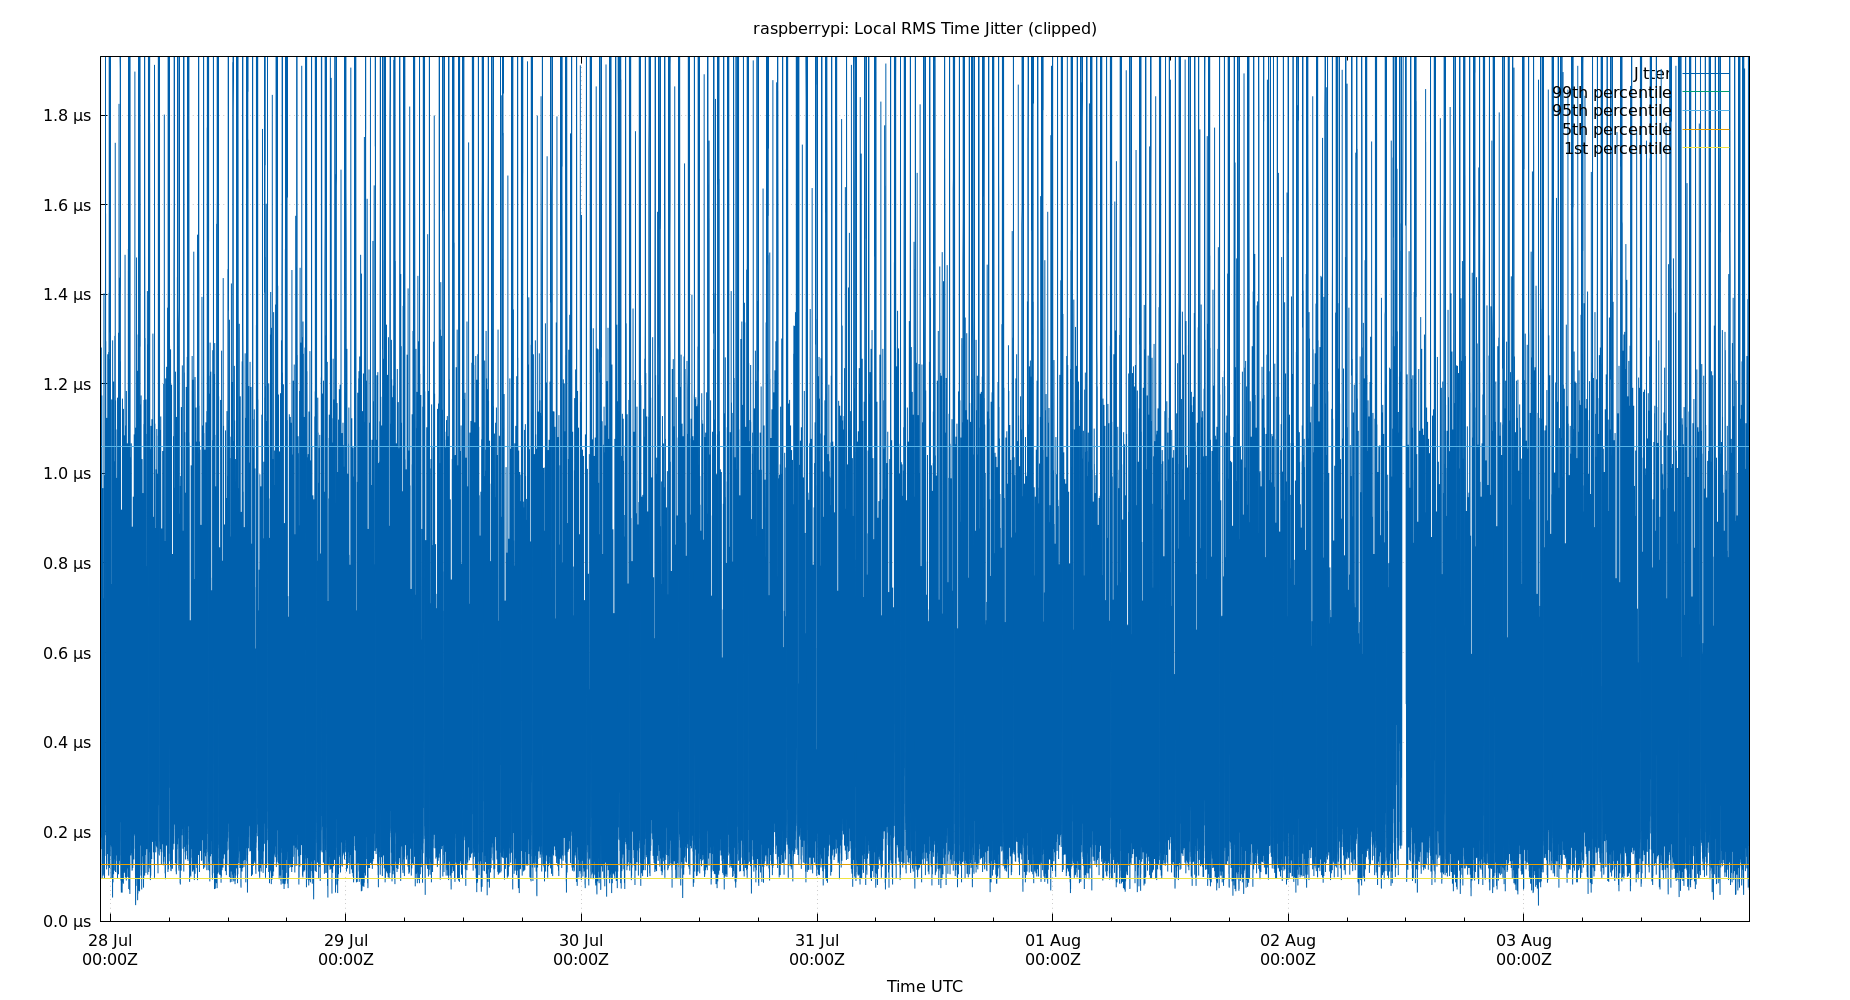 raspberrypi: Local RMS Time Jitter (clipped)
Jitter
99th percentile
95th percentile
5th percentile
1st percentile
1.8 µs
1.6 µs
1.4 µs
1.2 µs
1.0 µs
0.8 µs
0.6 µs
0.4 µs
0.2 µs
0.0 µs
28 Jul 29 Jul 30 Jul 31 Jul 01 Aug 02 Aug 03 Aug
00:00Z 00:00Z 00:00Z 00:00Z 00:00Z 00:00Z 00:00Z
Time UTC